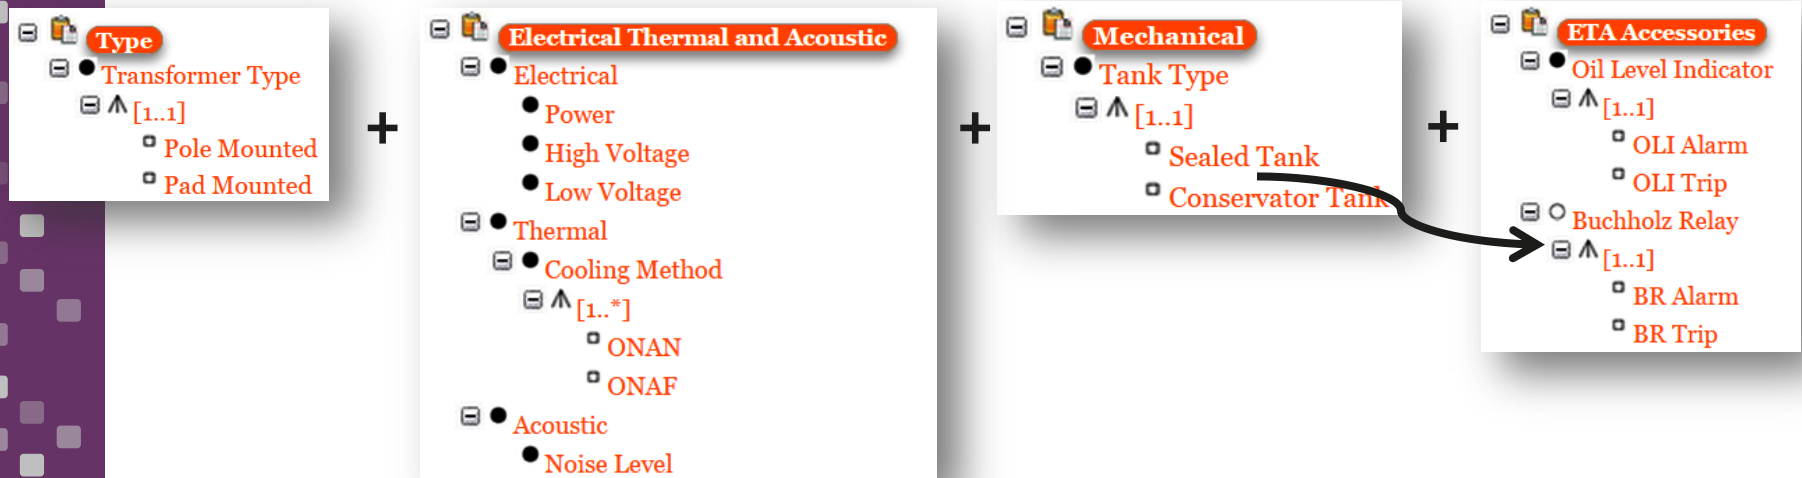 Type
Transformer Type
[1..1]
Pole Mounted
Pad Mounted
+
Electrical Thermal and Acoustic
Electrical
Power
High Voltage
Low Voltage
Thermal
Cooling Method
[1..*]
ONAN
ONAF
Acoustic
Noise Level
+
Mechanical
Tank Type
[1..1]
Sealed Tank
Conservator Tank
+
ETA Accessories
Oil Level Indicator
[1..1]
OLI Alarm
OLI Trip
Buchholz Relay
[1..1]
BR Alarm
BR Trip